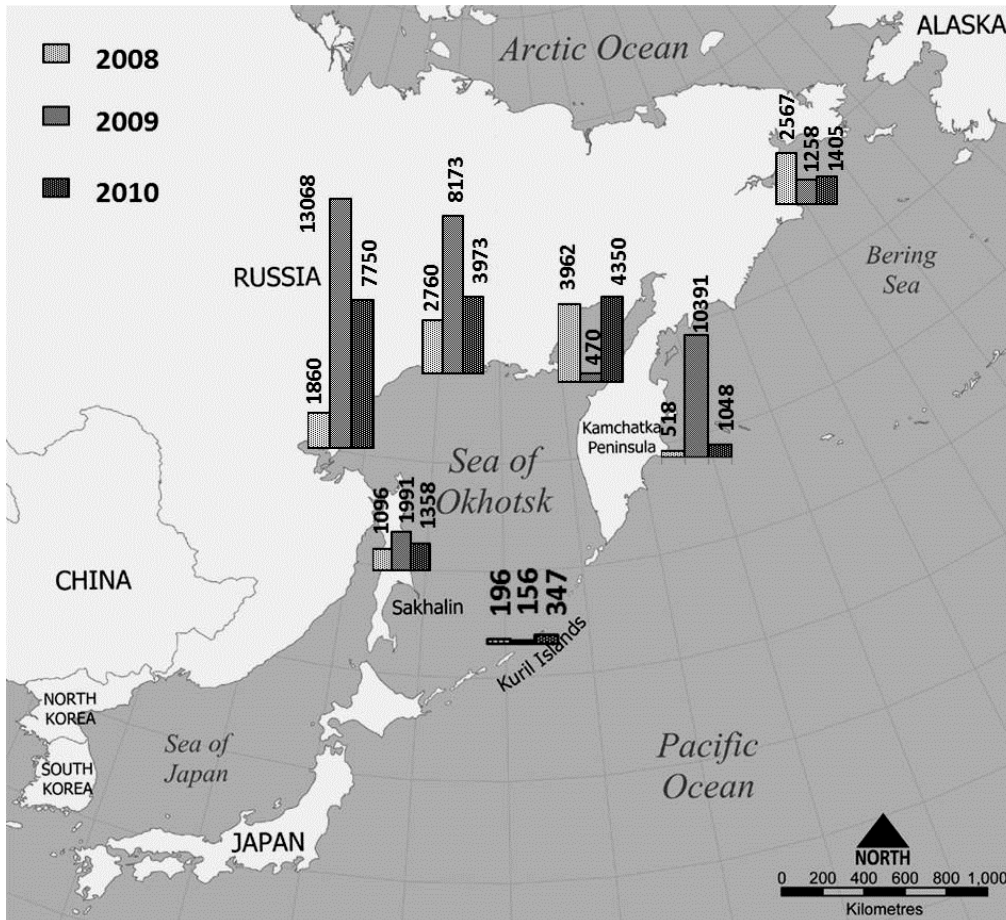 Arctic Ocean
ALASKA
2008
2009
2010
2567
1258
1405
13068
7750
1860
8173
2760
3973
3962
470
4350
10391
518
1048
RUSSIA
Bering
Sea
Kamchatka
Peninsula
Sea of
Okhotsk
1096
1991
1358
CHINA
Sakhalin
196
156
347
Kuril Islands
NORTH
KOREA
SOUTH
KOREA
Sea of
Japan
JAPAN
Pacific
Ocean
NORTH
0 200 400 600 800 1,000
Kilometres